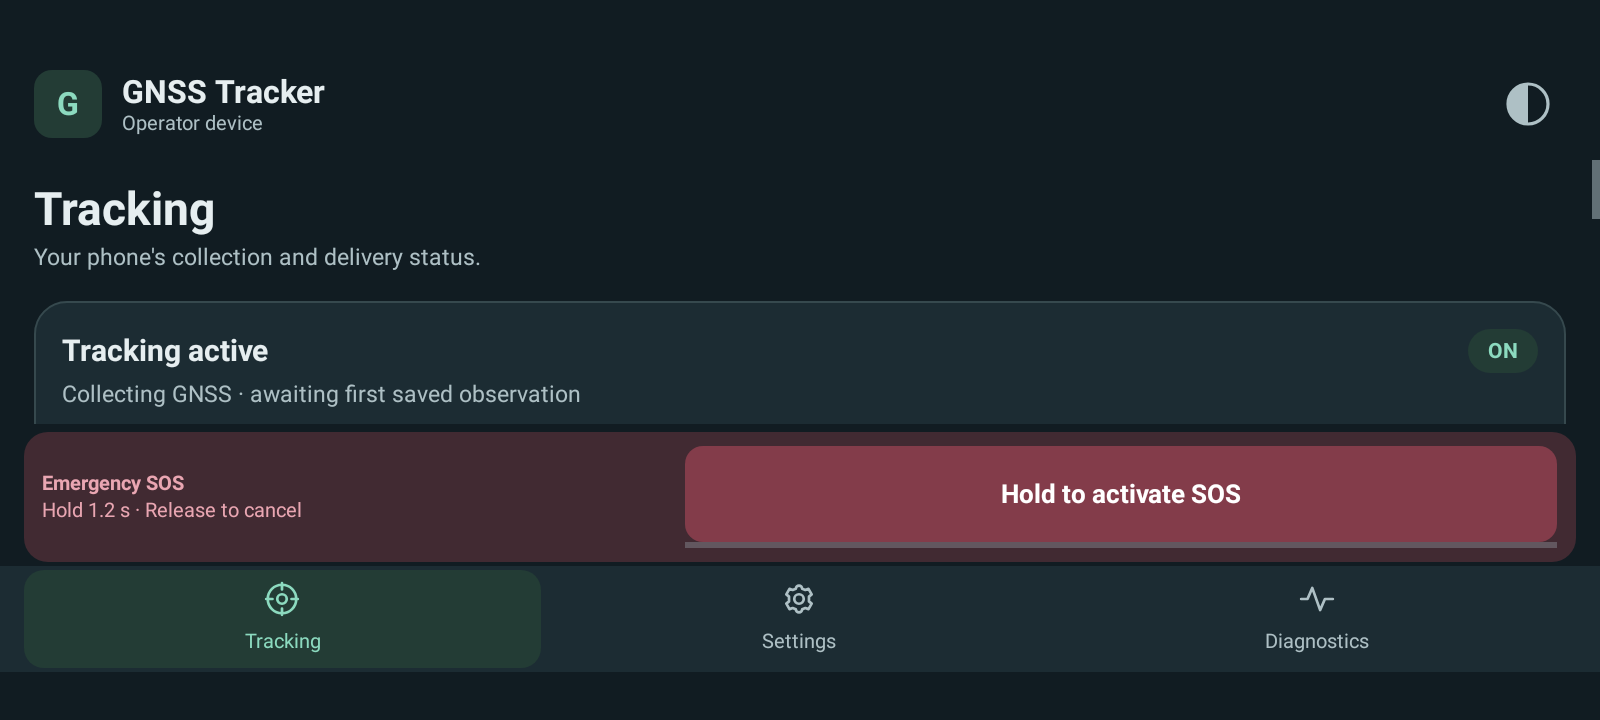 G
GNSS Tracker
Operator device
Tracking
Your phone's collection and delivery status.
Tracking active
ON
Collecting GNSS · awaiting first saved observation
Emergency SOS
Hold 1.2 s · Release to cancel
Hold to activate SOS
Tracking
Settings
Diagnostics